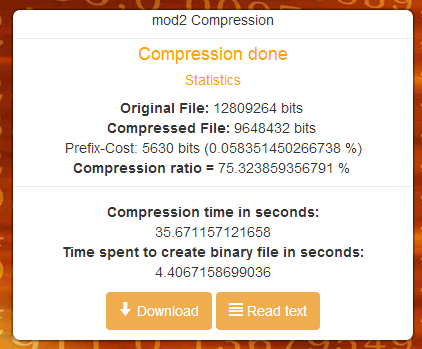 mod2 Compression
Compression done
Statistics
Original File: 12809264 bits
Compressed File: 9648432 bits
Prefix-Cost: 5630 bits (0.058351450266738 %)
Compression ratio = 75.323859356791 %
Compression time in seconds:
35.671157121658
Time spent to create binary file in seconds:
4.4067158699036
Download
Read text